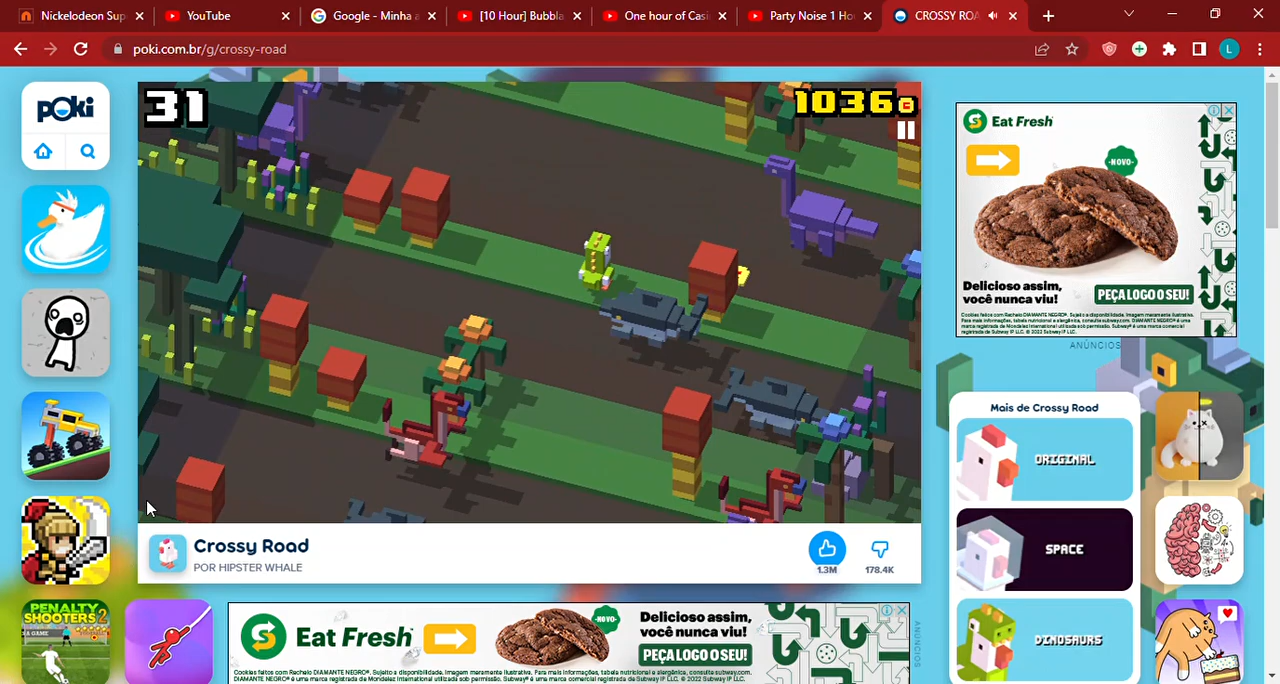 Nickelodeon Sup
YouTube
Google - Minha a
[10 Hour] Bubbla
One hour of Casi
Party Noise 1 Ho
CROSSY ROA
poki.com.br/g/crossy-road
L
poki
31
1036
Eat Fresh
NOVO
Delicioso assim,
você nunca viu!
PEÇA LOGO O SEU!
ANÚNCIOS
Mais de Crossy Road
ORIGINAL
SPACE
DINOSAURS
Crossy Road
POR HIPSTER WHALE
1.3M
178.4K
PENALTY
SHOOTERS 2
A GAME
Eat Fresh
NOVO
Delicioso assim,
você nunca viu!
PEÇA LOGO O SEU!
ANÚNCIOS